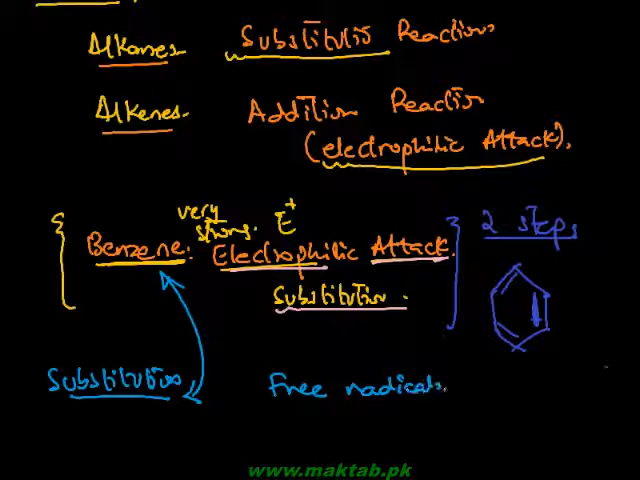 Alkanes Substitution Reactions
Alkenes. Addition Reaction
(electrophilic Attack).
very strong. E+
Benzene: Electrophilic Attack. 2 steps
Substitution.
Substitution Free radicals.
www.maktab.pk